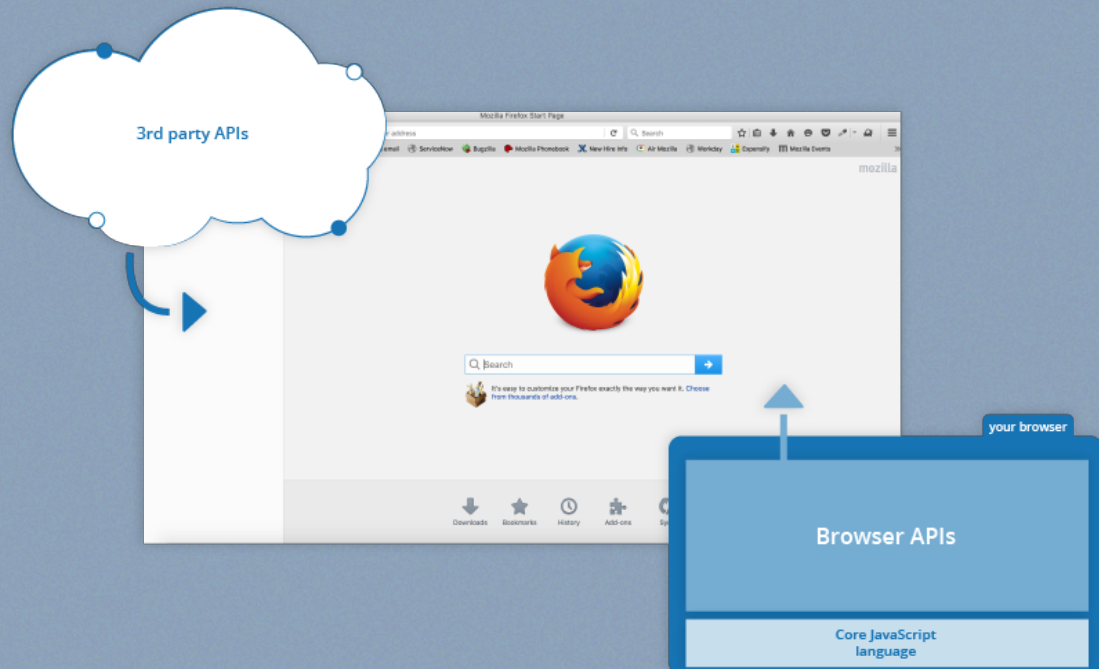 3rd party APIs
Mozilla Firefox Start Page
address
Search
email ServiceNow Bugzilla Mozilla Phonebook New Hire Info Air Mozilla Workday Expensify Mozilla Events
mozilla
Search
It's easy to customize your Firefox exactly the way you want it. Choose
from thousands of add-ons.
your browser
Downloads Bookmarks History Add-ons
Browser APIs
Core JavaScript
language